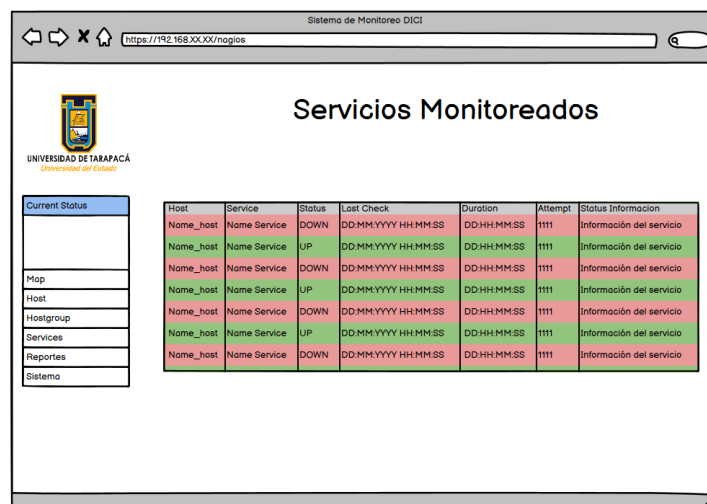 Sistema de Monitoreo DICI
https://192.168.XX.XX/nagios
Servicios Monitoreados
UNIVERSIDAD DE TARAPACÁ
Universidad del Estado
Current Status
Map
Host
Hostgroup
Services
Reportes
Sistema
Host Service Status Last Check Duration Attempt Status Informacion
Name_host Name Service DOWN DD:MM:YYYY HH:MM:SS DD:HH:MM:SS 1111 Información del servicio
Name_host Name Service UP DD:MM:YYYY HH:MM:SS DD:HH:MM:SS 1111 Información del servicio
Name_host Name Service DOWN DD:MM:YYYY HH:MM:SS DD:HH:MM:SS 1111 Información del servicio
Name_host Name Service UP DD:MM:YYYY HH:MM:SS DD:HH:MM:SS 1111 Información del servicio
Name_host Name Service DOWN DD:MM:YYYY HH:MM:SS DD:HH:MM:SS 1111 Información del servicio
Name_host Name Service UP DD:MM:YYYY HH:MM:SS DD:HH:MM:SS 1111 Información del servicio
Name_host Name Service DOWN DD:MM:YYYY HH:MM:SS DD:HH:MM:SS 1111 Información del servicio